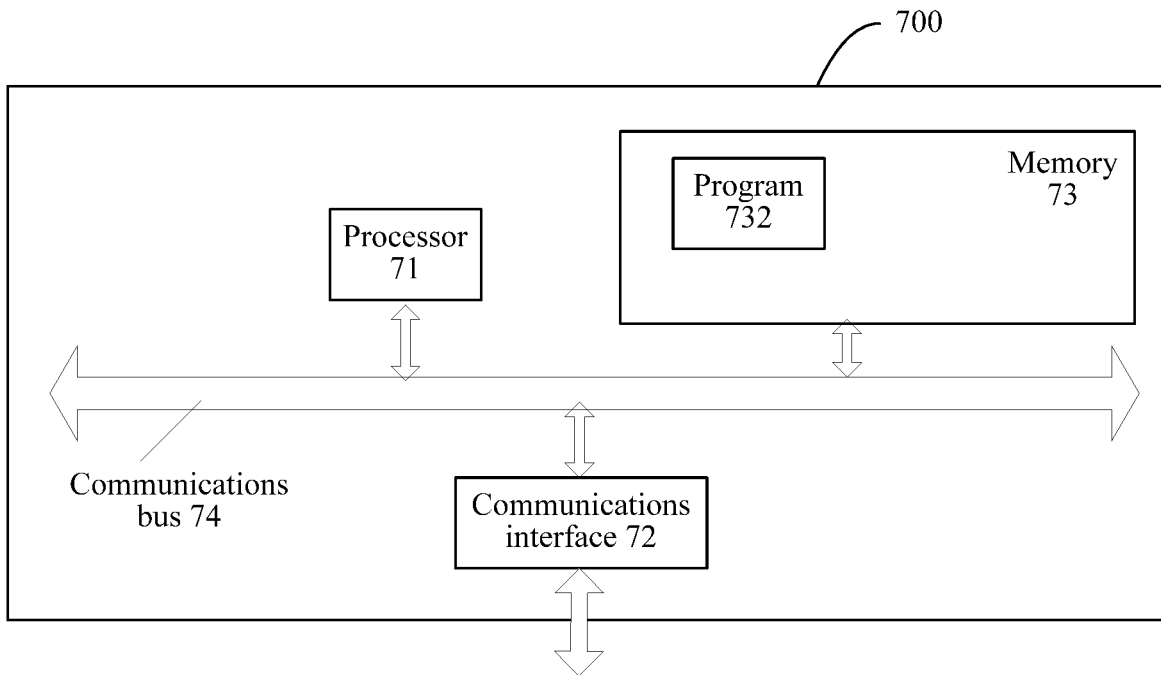 700
Memory
73
Program
732
Processor
71
Communications
bus 74
Communications
interface 72